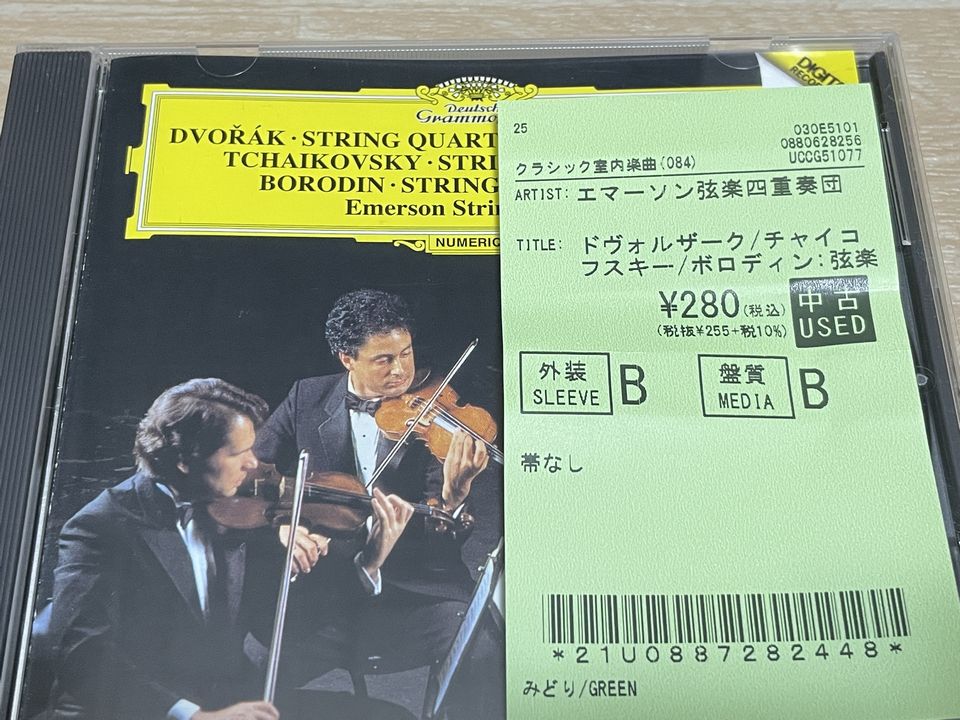 DIGIT
Deutsch
Grammo
DVOŘÁK · STRING QUART
TCHAIKOVSKY · STRI
BORODIN · STRING
Emerson Strin
NUMERIC
25
030E5101
0880628256
UCCG51077
クラシック室内楽曲(084)
ARTIST: エマーソン弦楽四重奏団
TITLE: ドヴォルザーク/チャイコ
フスキー/ボロディン:弦楽
¥280(税込)
(税抜¥255+税10%)
中古
USED
外装
SLEEVE
B
盤質
MEDIA
B
帯なし
*21U0887282448*
みどり/GREEN